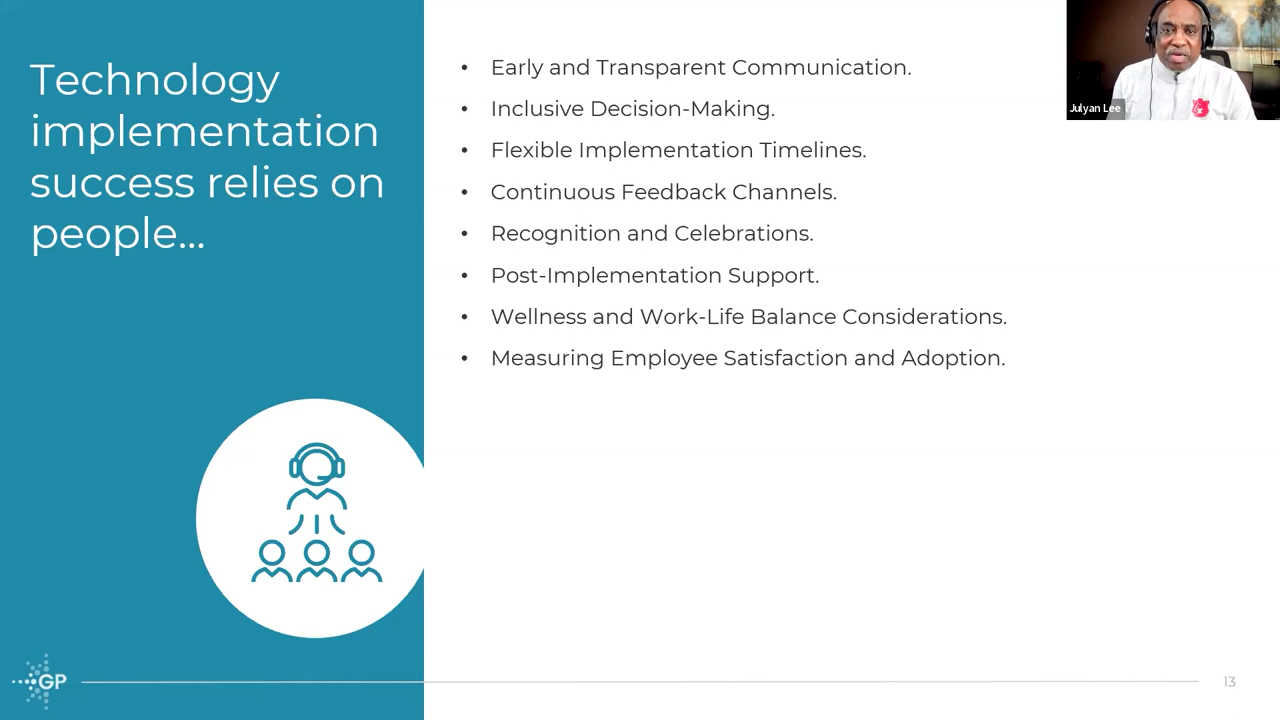 Technology
implementation
success relies on
people...
• Early and Transparent Communication.
• Inclusive Decision-Making.
• Flexible Implementation Timelines.
• Continuous Feedback Channels.
• Recognition and Celebrations.
• Post-Implementation Support.
• Wellness and Work-Life Balance Considerations.
• Measuring Employee Satisfaction and Adoption.
Julyan Lee
GP
13